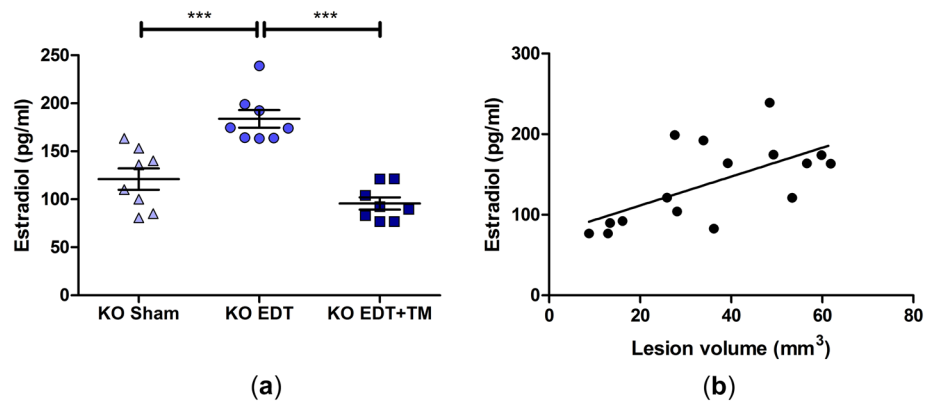 *** ***
250
200
150
100
50
0
Estradiol (pg/ml)
KO Sham KO EDT KO EDT+TM
(a)
300
200
100
0
Estradiol (pg/ml)
0 20 40 60 80
Lesion volume (mm³)
(b)